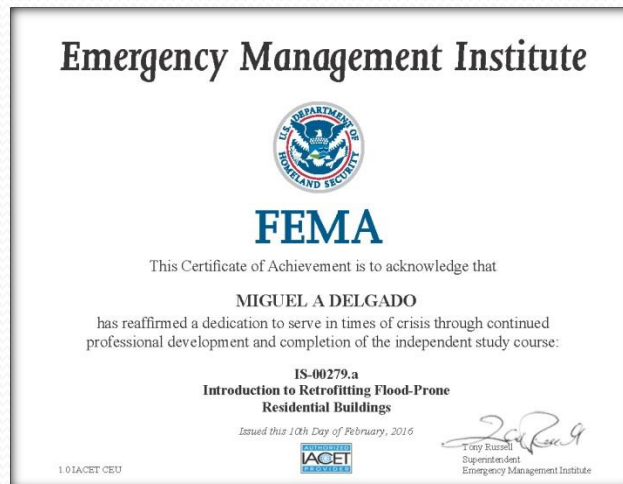 Emergency Management Institute
U.S. DEPARTMENT OF
HOMELAND SECURITY
FEMA
This Certificate of Achievement is to acknowledge that
MIGUEL A DELGADO
has reaffirmed a dedication to serve in times of crisis through continued
professional development and completion of the independent study course:
IS-00279.a
Introduction to Retrofitting Flood-Prone
Residential Buildings
Issued this 10th Day of February, 2016
Tony Russell
Superintendent
Emergency Management Institute
AUTHORIZED
IACET
PROVIDER
1.0 IACET CEU